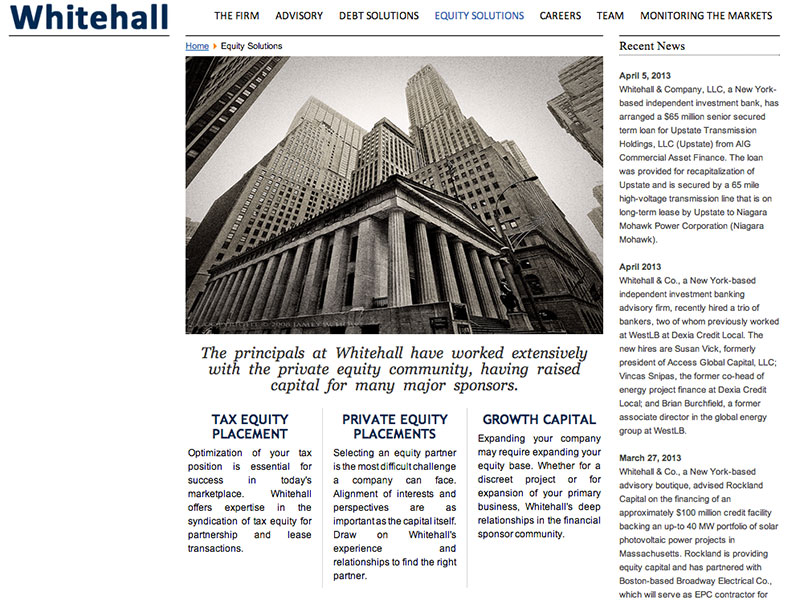 Whitehall
THE FIRM ADVISORY DEBT SOLUTIONS EQUITY SOLUTIONS CAREERS TEAM MONITORING THE MARKETS
Home Equity Solutions
© 2008
The principals at Whitehall have worked extensively
with the private equity community, having raised
capital for many major sponsors.
TAX EQUITY
PLACEMENT
Optimization of your tax
position is essential for
success in today's
marketplace. Whitehall
offers expertise in the
syndication of tax equity for
partnership and lease
transactions.
PRIVATE EQUITY
PLACEMENTS
Selecting an equity partner
is the most difficult challenge
a company can face.
Alignment of interests and
perspectives are as
important as the capital itself.
Draw on Whitehall's
experience and
relationships to find the right
partner.
GROWTH CAPITAL
Expanding your company
may require expanding your
equity base. Whether for a
discreet project or for
expansion of your primary
business, Whitehall's deep
relationships in the financial
sponsor community.
Recent News
April 5, 2013
Whitehall & Company, LLC, a New York-
based independent investment bank, has
arranged a $65 million senior secured
term loan for Upstate Transmission
Holdings, LLC (Upstate) from AIG
Commercial Asset Finance. The loan
was provided for recapitalization of
Upstate and is secured by a 65 mile
high-voltage transmission line that is on
long-term lease by Upstate to Niagara
Mohawk Power Corporation (Niagara
Mohawk).
April 2013
Whitehall & Co., a New York-based
independent investment banking
advisory firm, recently hired a trio of
bankers, two of whom previously worked
at WestLB at Dexia Credit Local. The
new hires are Susan Vick, formerly
president of Access Global Capital, LLC;
Vincas Snipas, the former co-head of
energy project finance at Dexia Credit
Local; and Brian Burchfield, a former
associate director in the global energy
group at WestLB.
March 27, 2013
Whitehall & Co., a New York-based
advisory boutique, advised Rockland
Capital on the financing of an
approximately $100 million credit facility
backing an up-to 40 MW portfolio of solar
photovoltaic power projects in
Massachusetts. Rockland is providing
equity capital and has partnered with
Boston-based Broadway Electrical Co.,
which will serve as EPC contractor for